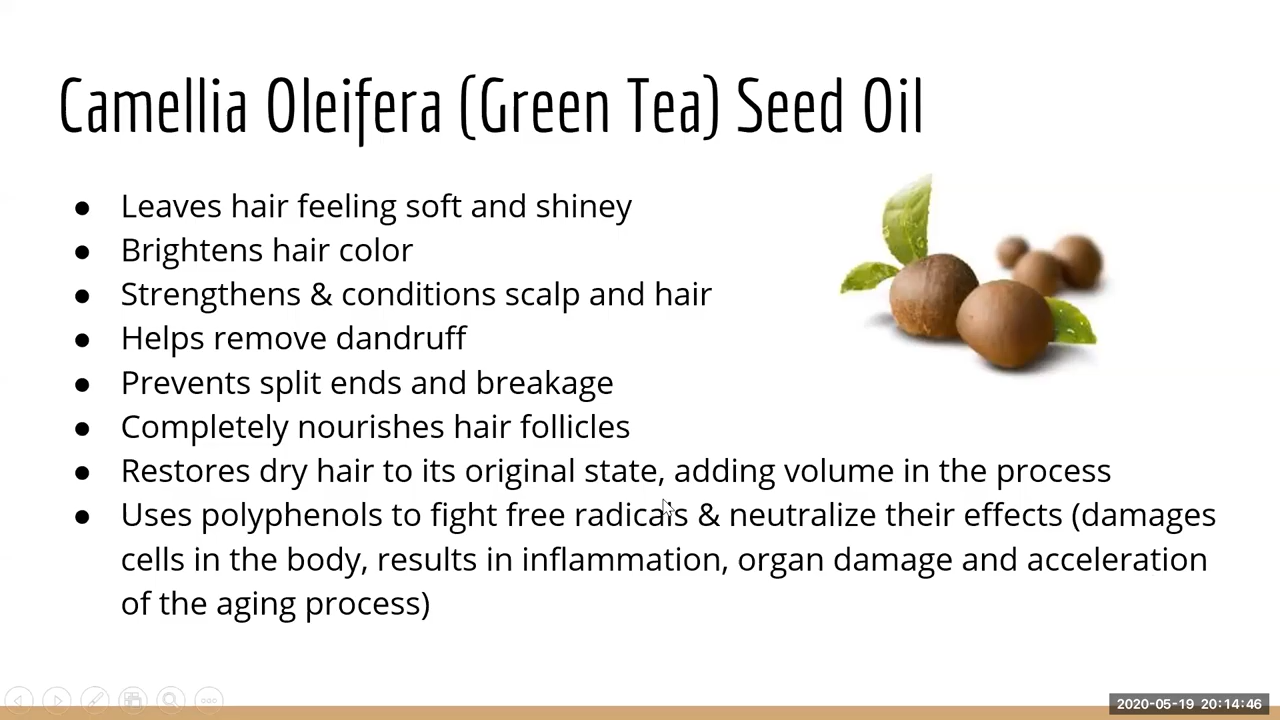 Camellia Oleifera (Green Tea) Seed Oil
● Leaves hair feeling soft and shiney
● Brightens hair color
● Strengthens & conditions scalp and hair
● Helps remove dandruff
● Prevents split ends and breakage
● Completely nourishes hair follicles
● Restores dry hair to its original state, adding volume in the process
● Uses polyphenols to fight free radicals & neutralize their effects (damages
cells in the body, results in inflammation, organ damage and acceleration
of the aging process)
2020-05-19 20:14:46